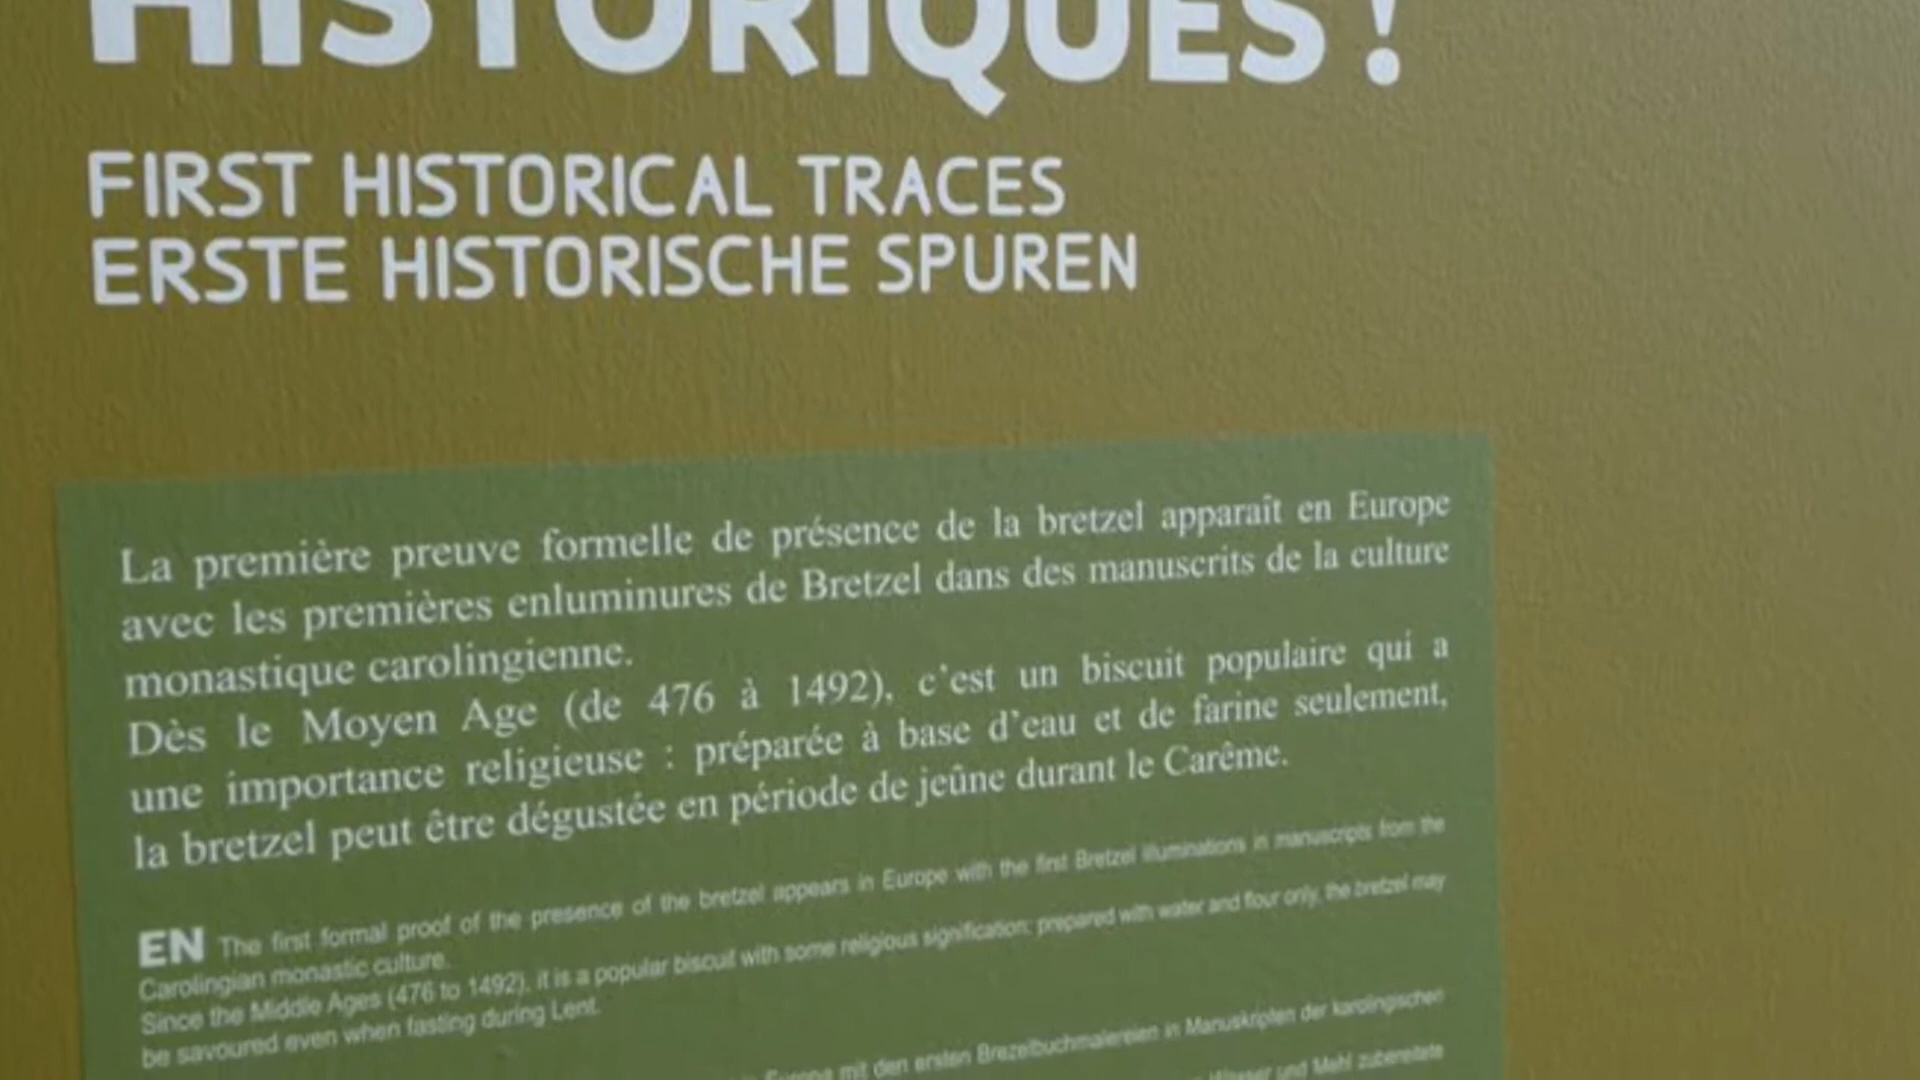 HISTORIQUES !
FIRST HISTORICAL TRACES
ERSTE HISTORISCHE SPUREN
La première preuve formelle de présence de la bretzel apparaît en Europe
avec les premières enluminures de Bretzel dans des manuscrits de la culture
monastique carolingienne.
Dès le Moyen Age (de 476 à 1492), c'est un biscuit populaire qui a
une importance religieuse : préparée à base d'eau et de farine seulement,
la bretzel peut être dégustée en période de jeûne durant le Carême.
EN The first formal proof of the presence of the bretzel appears in Europe with the first Bretzel illuminations in manuscripts from the
Carolingian monastic culture.
Since the Middle Ages (476 to 1492), it is a popular biscuit with some religious signification: prepared with water and flour only, the bretzel may
be savoured even when fasting during Lent.
Europa mit den ersten Brezelbuchmalereien in Manuskripten der karolingischen
Wasser und Mehl zubereitete